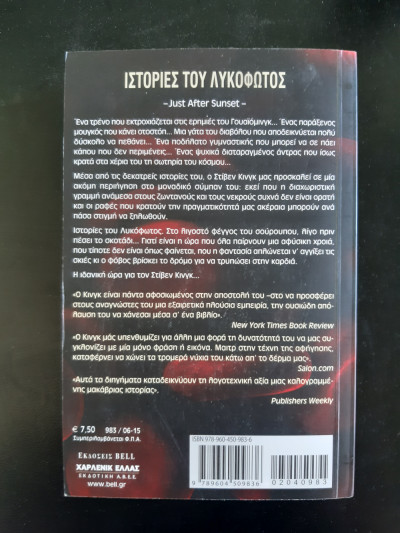 ΙΣΤΟΡΙΕΣ ΤΟΥ ΛΥΚΟΦΩΤΟΣ
–Just After Sunset–
Ένα τρένο που εκτροχιάζεται στις ερημιές του Γουαϊόμινγκ... Ένας παράξενος
μουγκός που κάνει οτοστόπ... Μια γάτα του διαβόλου που αποδεικνύεται πολύ
δύσκολο να πεθάνει... Ένα ποδήλατο γυμναστικής που μπορεί να σε πάει
κάπου που δεν περιμένεις... Ένας ψυχικά διαταραγμένος άντρας που ίσως
κρατά στα χέρια του τη σωτηρία του κόσμου...
Μέσα από τις δεκατρείς ιστορίες του, ο Στίβεν Κινγκ μας προσκαλεί σε μία
ακόμη περιήγηση στο μοναδικό σύμπαν του: εκεί που η διαχωριστική
γραμμή ανάμεσα στους ζωντανούς και τους νεκρούς συχνά δεν είναι ορατή
και οι ραφές που κρατούν την πραγματικότητά μας ακέραια μπορούν ανά
πάσα στιγμή να ξηλωθούν.
Ιστορίες του Λυκόφωτος. Στο λιγοστό φέγγος του σούρουπου, λίγο πριν
πέσει το σκοτάδι... Γιατί είναι η ώρα που όλα παίρνουν μια αφύσικη χροιά,
που τίποτε δεν είναι όπως φαίνεται, που η φαντασία απλώνεται ν' αγγίξει τις
σκιές κι ο φόβος βρίσκει το δρόμο για να τρυπώσει στην καρδιά.
Η ιδανική ώρα για τον Στίβεν Κινγκ...
«Ο Κινγκ είναι πάντα αφοσιωμένος στην αποστολή του –στο να προσφέρει
στους αναγνώστες του μια εξαιρετικά πλούσια εμπειρία, την ουσιώδη από-
λαυση του να χάνεσαι μέσα σ' ένα βιβλίο».
New York Times Book Review
«Ο Κινγκ μάς υπενθυμίζει για άλλη μια φορά τη δυνατότητά του να μας συ-
γκλονίζει με μία μόνο φράση ή εικόνα. Μαιτρ στην τέχνη της αφήγησης,
καταφέρνει να χώνει τα τρομερά νύχια του κάτω απ' το δέρμα μας».
Salon.com
«Αυτά τα διηγήματα καταδεικνύουν τη λογοτεχνική αξία μιας καλογραμμέ-
νης μακάβριας ιστορίας».
Publishers Weekly
€ 7,50 983 / 06-15
Συμπεριλαμβάνεται Φ.Π.Α.
ΕΚΔΟΣΕΙΣ BELL
ΧΑΡΛΕΝΙΚ ΕΛΛΑΣ
ΕΚΔΟΤΙΚΗ Α.Β.Ε.Ε.
www.bell.gr
ISBN 978-960-450-983-6
9 789604 509836
02040983